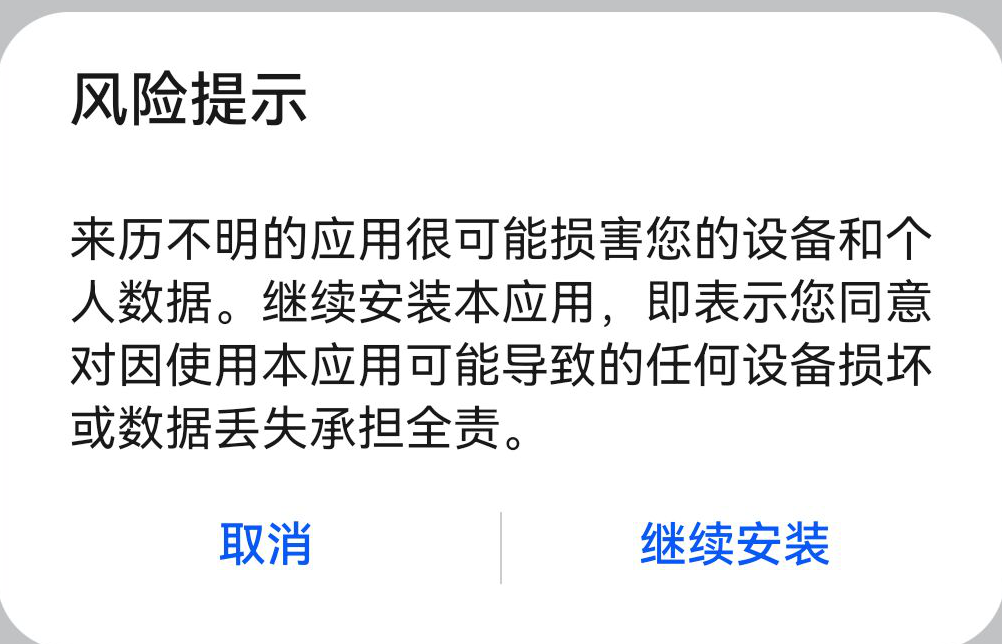 风险提示
来历不明的应用很可能损害您的设备和个
人数据。继续安装本应用，即表示您同意
对因使用本应用可能导致的任何设备损坏
或数据丢失承担全责。
取消
继续安装